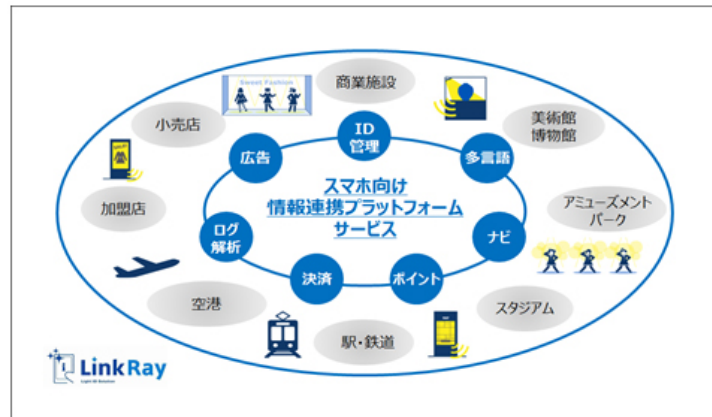 Sweet Fashion
商業施設
小売店
美術館
博物館
ID
管理
広告
多言語
スマホ向け
情報連携プラットフォーム
サービス
加盟店
アミューズメント
パーク
ログ
解析
ナビ
決済
ポイント
空港
スタジアム
駅・鉄道
LinkRay
Light ID Solution